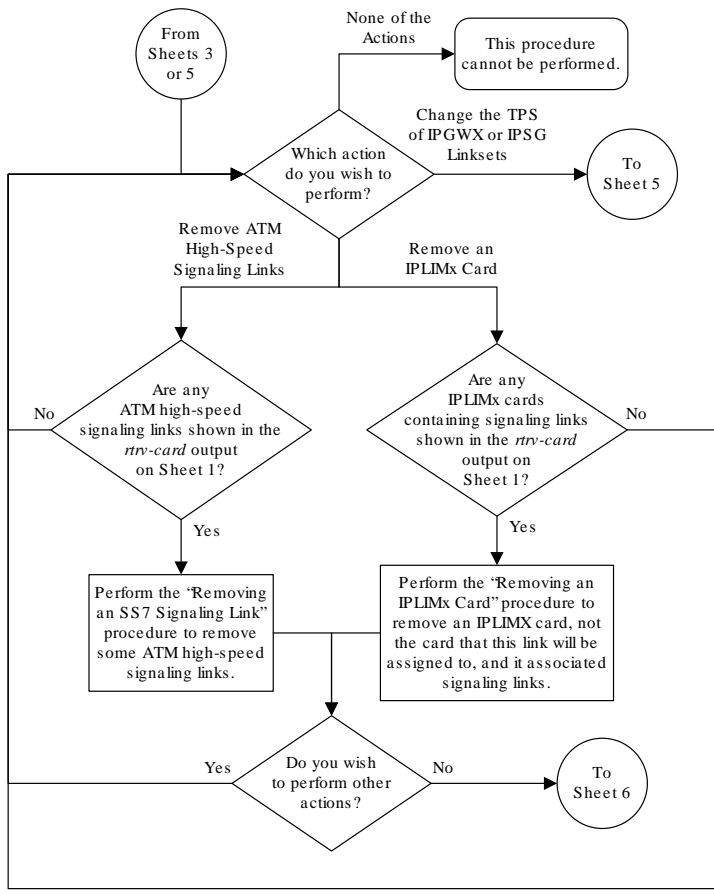 From
Sheets 3
or 5
None of the
Actions
This procedure
cannot be performed.
Which action
do you wish to
perform?
Change the TPS
of IPGWX or IPSG
Linksets
To
Sheet 5
Remove ATM
High-Speed
Signaling Links
Remove an
IPLIMx Card
No
Are any
ATM high-speed
signaling links shown in the
rtrv-card output
on Sheet 1?
Are any
IPLIMx cards
containing signaling links
shown in the rtrv-card
output on
Sheet 1?
No
Yes
Yes
Perform the “Removing
an SS7 Signaling Link”
procedure to remove
some ATM high-speed
signaling links.
Perform the “Removing an
IPLIMx Card” procedure to
remove an IPLIMX card, not
the card that this link will be
assigned to, and it associated
signaling links.
Yes
Do you wish
to perform other
actions?
No
To
Sheet 6